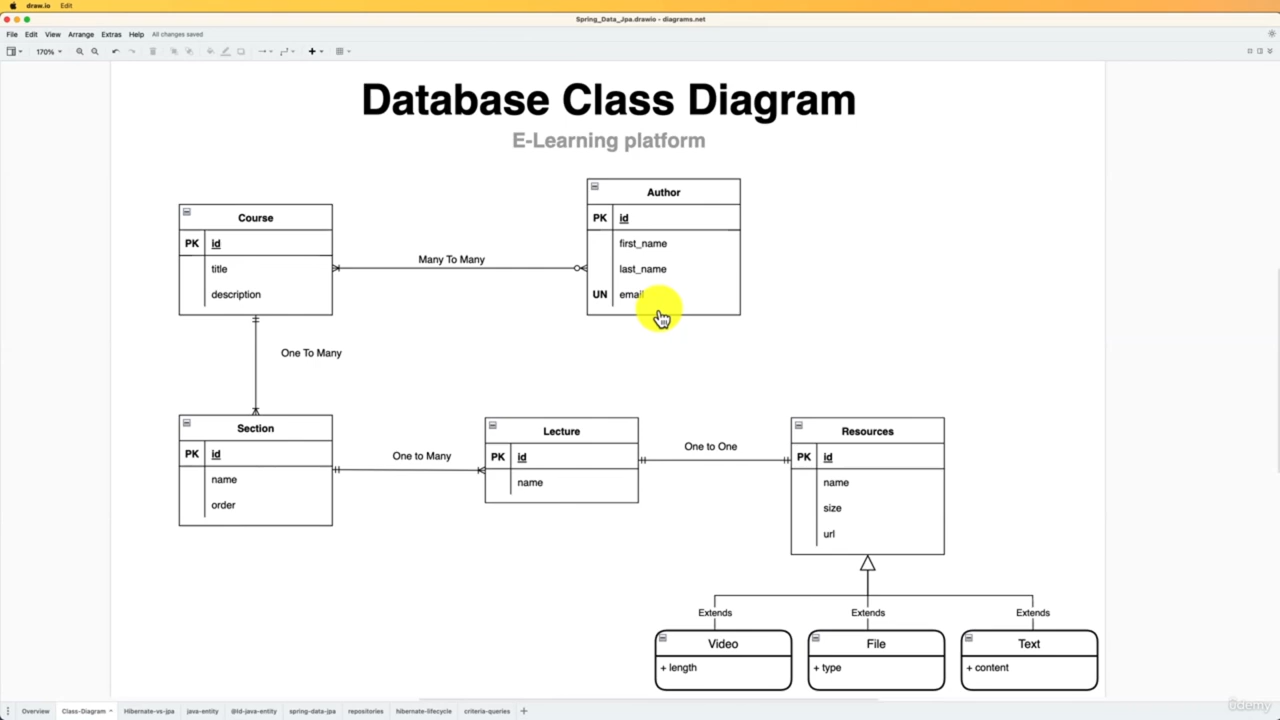 draw.io Edit
Spring_Data_Jpa.drawio - diagrams.net
File Edit View Arrange Extras Help All changes saved
170%
Database Class Diagram
E-Learning platform
Author
PK id
first_name
last_name
UN email
Course
PK id
title
description
Many To Many
One To Many
Section
PK id
name
order
One to Many
Lecture
PK id
name
One to One
Resources
PK id
name
size
url
Extends Extends Extends
Video
+ length
File
+ type
Text
+ content
Overview Class-Diagram Hibernate-vs-jpa java-entity @Id-java-entity spring-data-jpa repositories hibernate-lifecycle criteria-queries
ûdemy